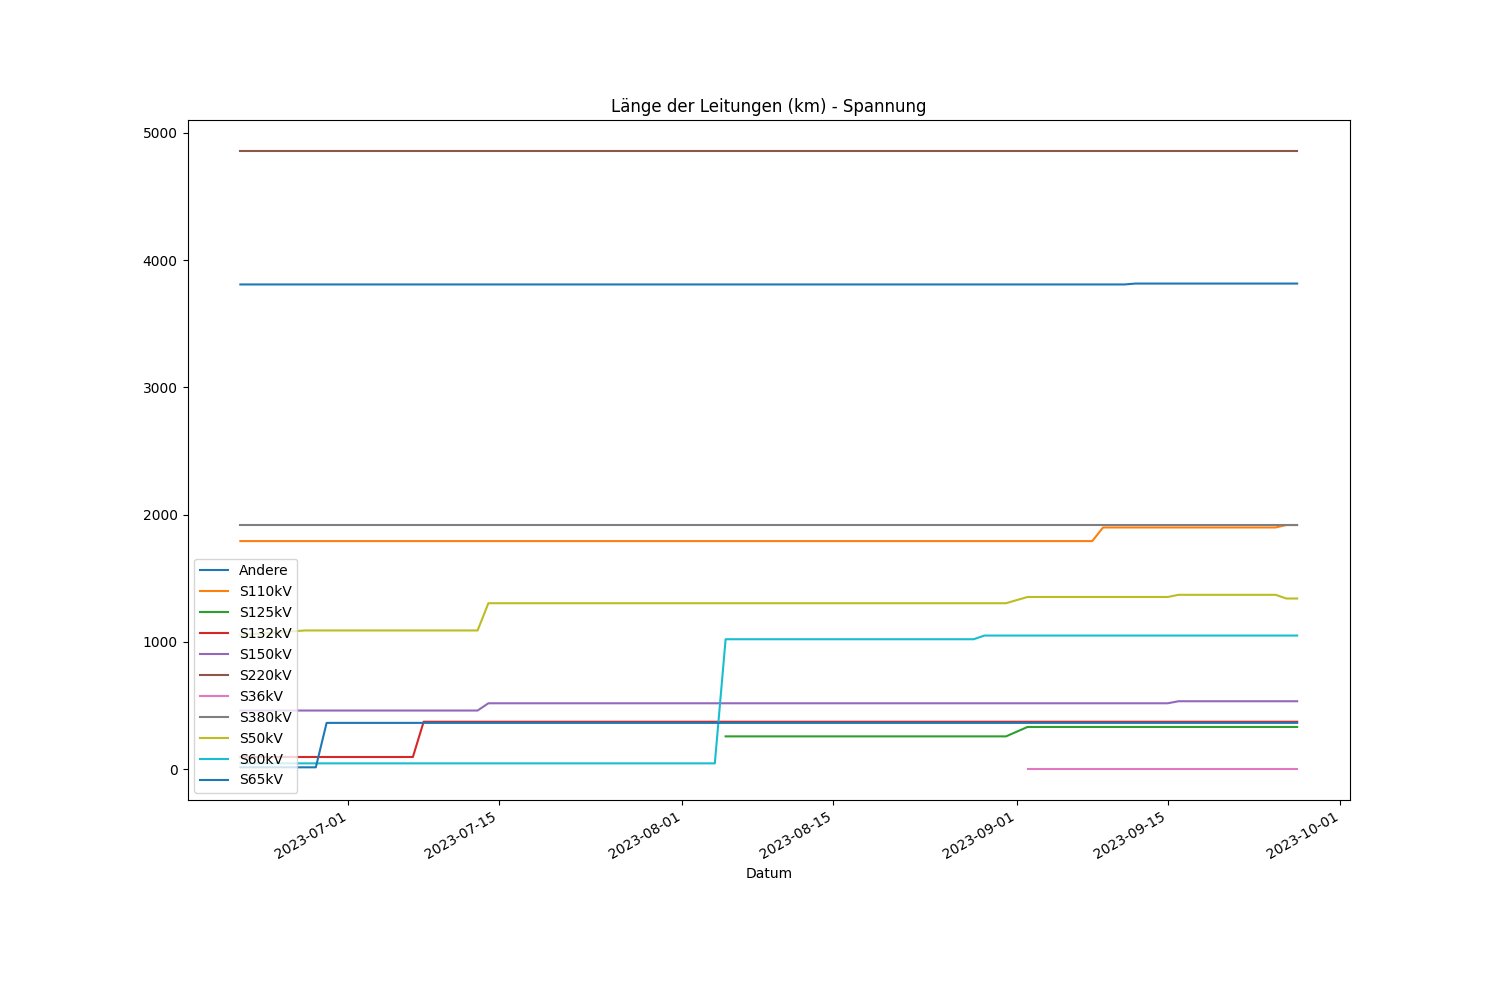 Länge der Leitungen (km) - Spannung
5000
4000
3000
2000
1000
0
Andere
S110kV
S125kV
S132kV
S150kV
S220kV
S36kV
S380kV
S50kV
S60kV
S65kV
2023-07-01
2023-07-15
2023-08-01
2023-08-15
2023-09-01
2023-09-15
2023-10-01
Datum